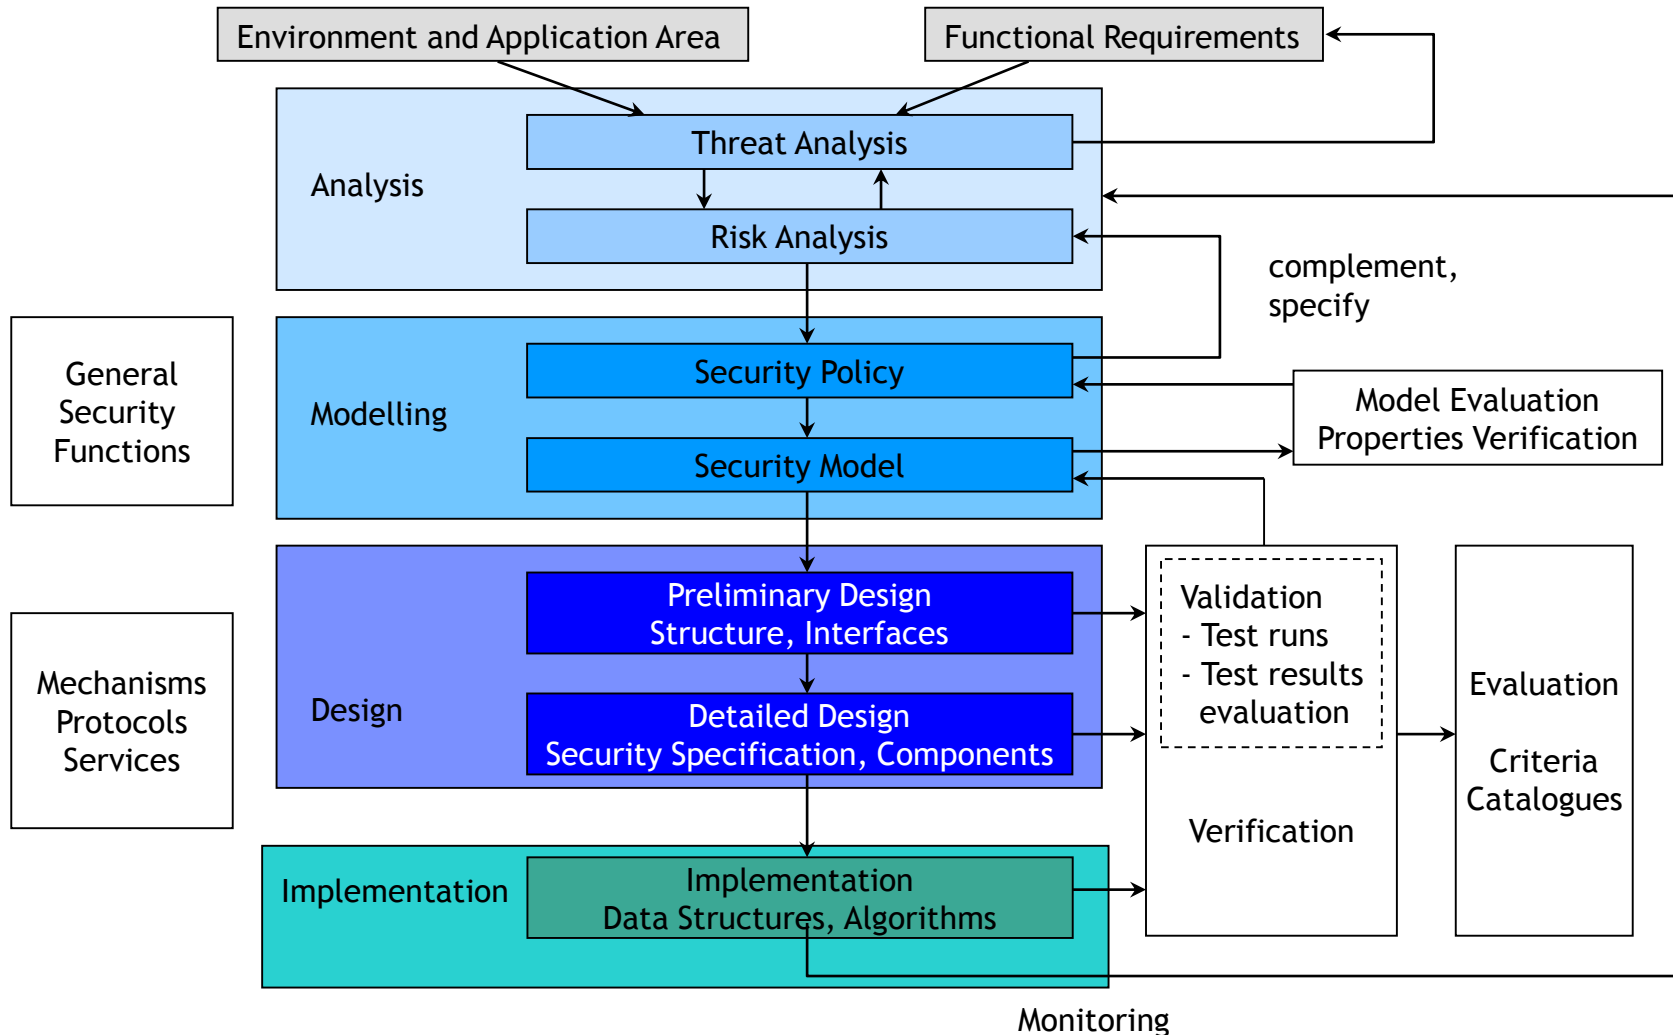 Environment and Application Area
Functional Requirements
Threat Analysis
Analysis
Risk Analysis
complement,
specify
General
Security
Functions
Security Policy
Modelling
Model Evaluation
Properties Verification
Security Model
Preliminary Design
Structure, Interfaces
Validation
- Test runs
- Test results
evaluation
Mechanisms
Protocols
Services
Design
Detailed Design
Security Specification, Components
Evaluation
Criteria
Catalogues
Verification
Implementation
Implementation
Data Structures, Algorithms
Monitoring